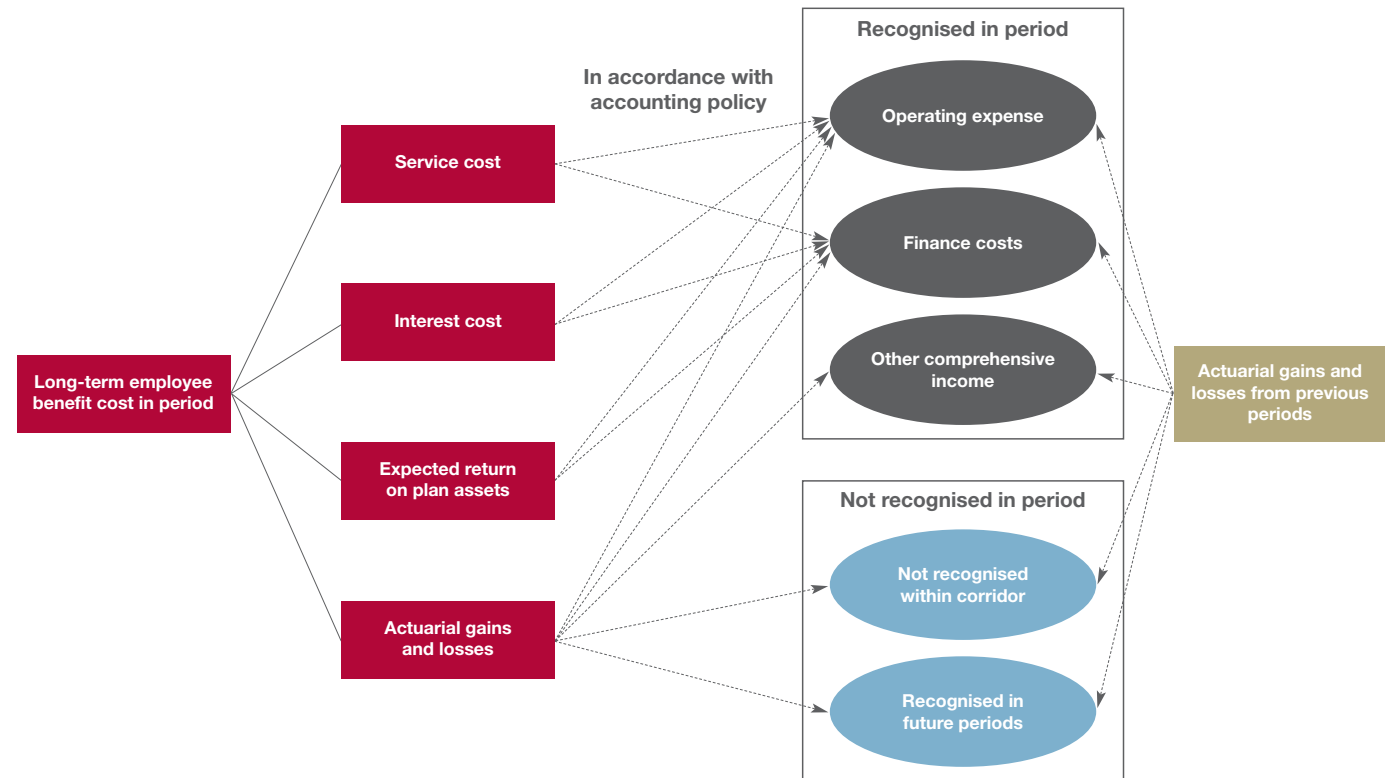 Recognised in period
In accordance with
accounting policy
Operating expense
Service cost
Finance costs
Interest cost
Other comprehensive
income
Long-term employee
benefit cost in period
Actuarial gains and
losses from previous
periods
Expected return
on plan assets
Not recognised in period
Not recognised
within corridor
Actuarial gains
and losses
Recognised in
future periods